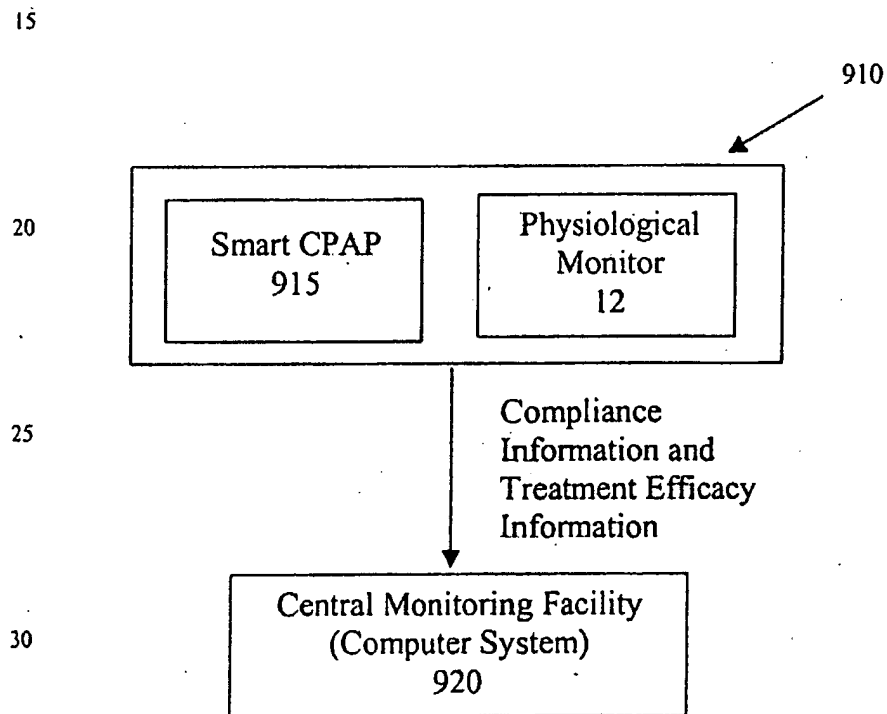 15
910
20
Smart CPAP
915
Physiological
Monitor
12
25
Compliance
Information and
Treatment Efficacy
Information
30
Central Monitoring Facility
(Computer System)
920